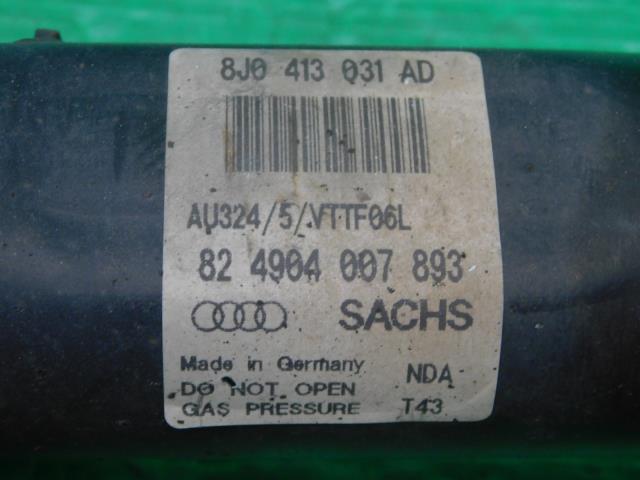 8J0 413 031 AD
AU324/5/VTTF06L
82 4904 007 893
SACHS
Made in Germany NDA
DO NOT OPEN
GAS PRESSURE T43